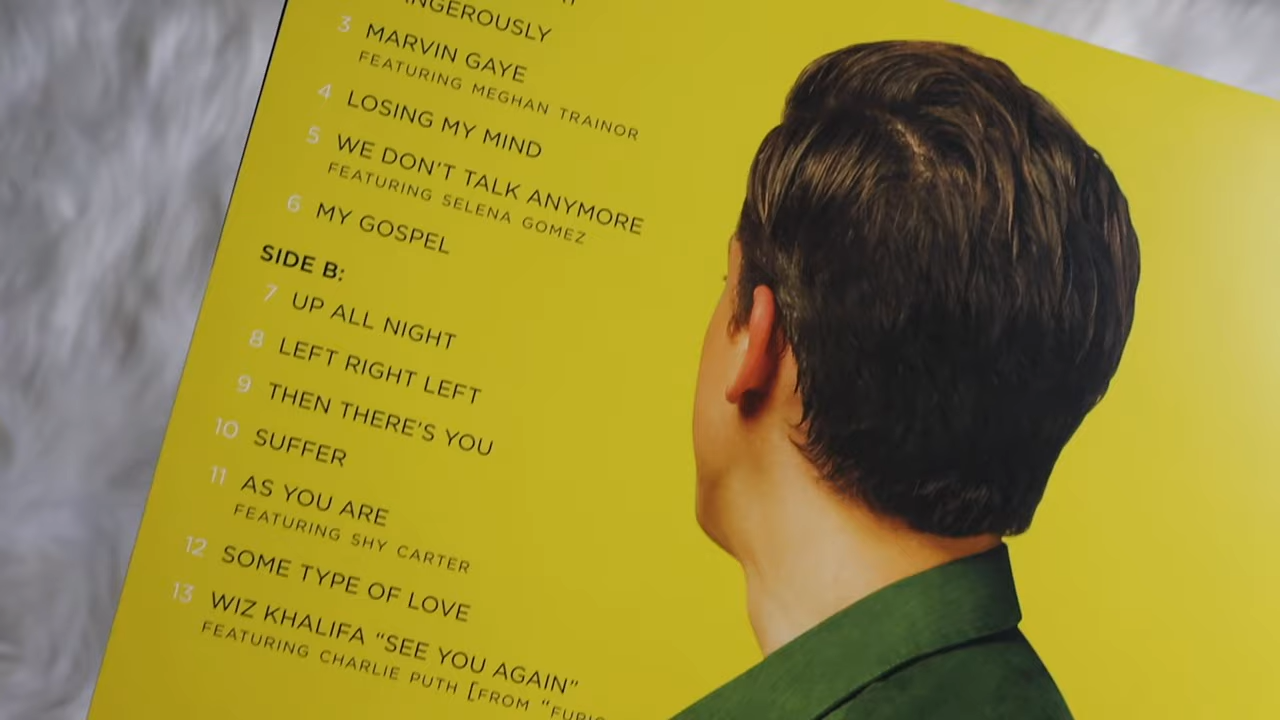 3 MARVIN GAYE
FEATURING MEGHAN TRAINOR
4 LOSING MY MIND
5 WE DON'T TALK ANYMORE
FEATURING SELENA GOMEZ
6 MY GOSPEL
SIDE B:
7 UP ALL NIGHT
8 LEFT RIGHT LEFT
9 THEN THERE'S YOU
10 SUFFER
11 AS YOU ARE
FEATURING SHY CARTER
12 SOME TYPE OF LOVE
13 WIZ KHALIFA "SEE YOU AGAIN"
FEATURING CHARLIE PUTH [FROM